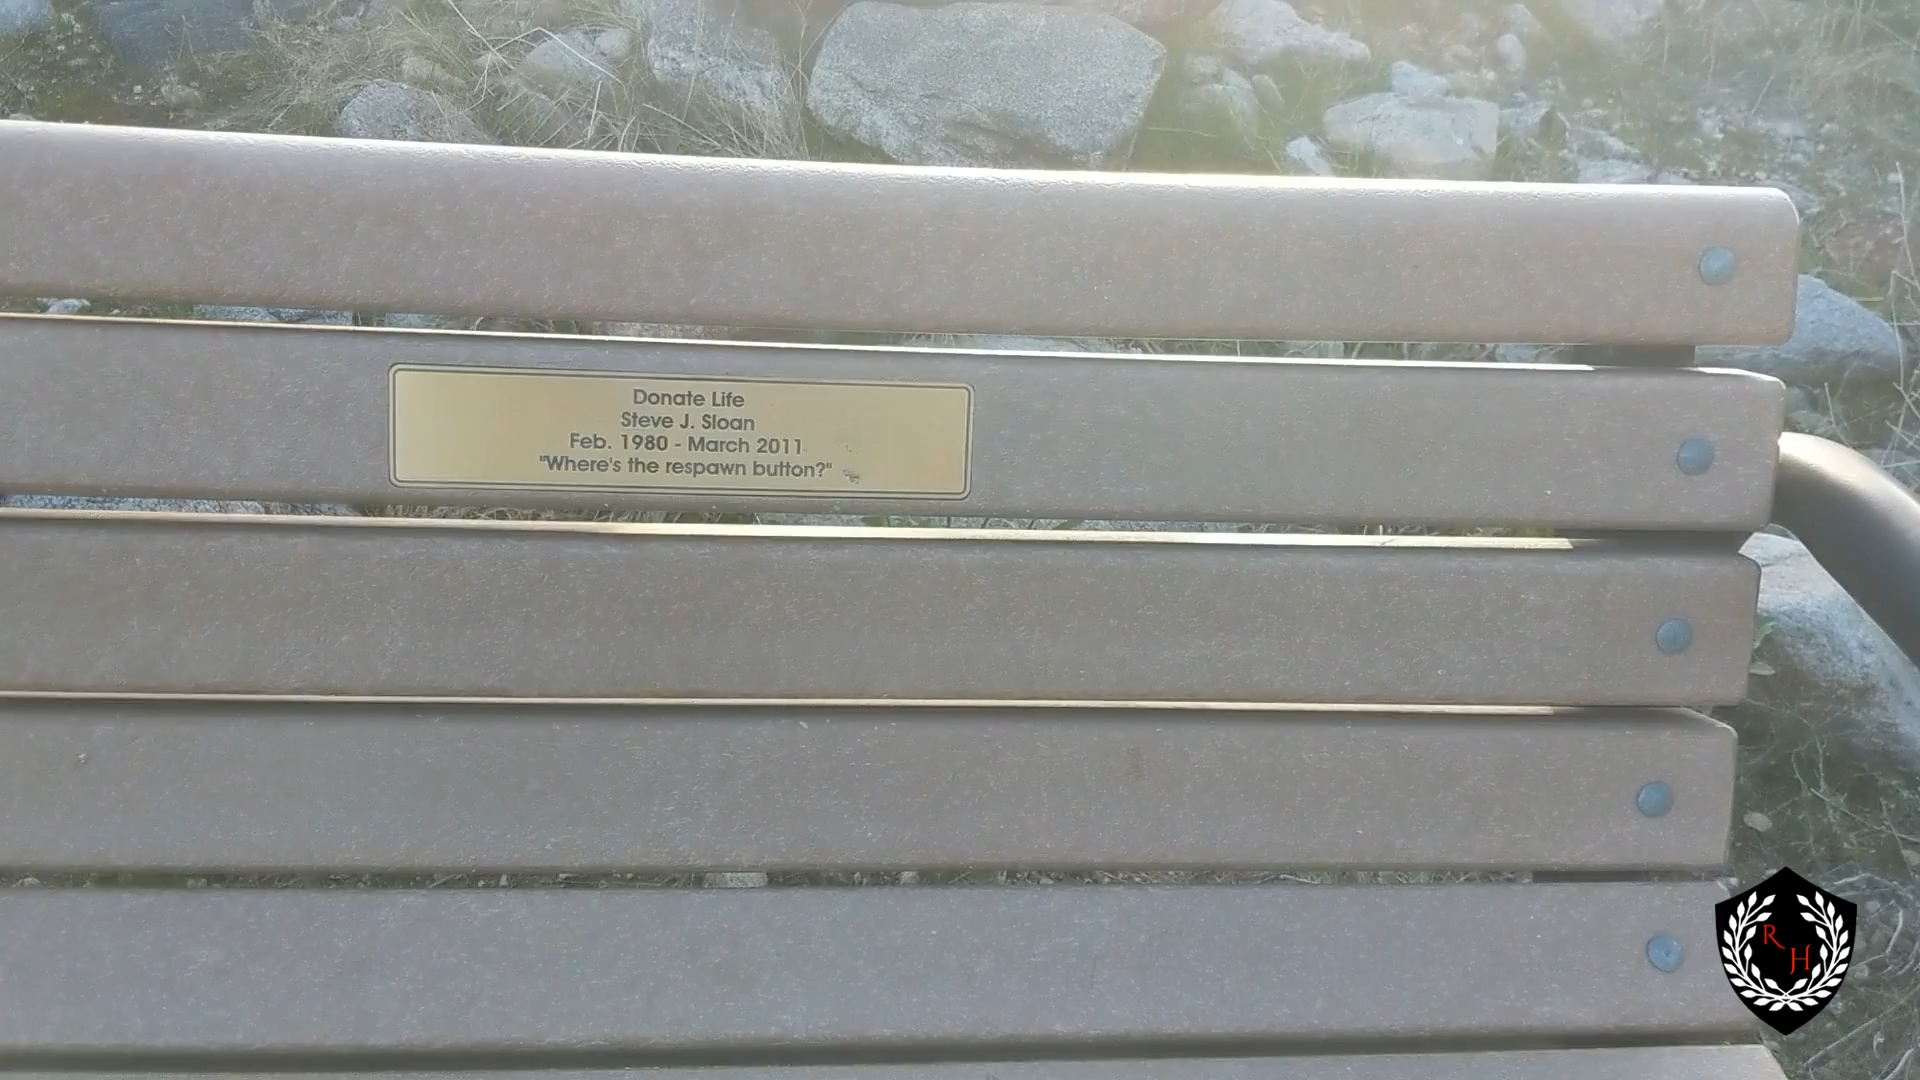 Donate Life
Steve J. Sloan
Feb. 1980 - March 2011
"Where's the respawn button?"
R
H